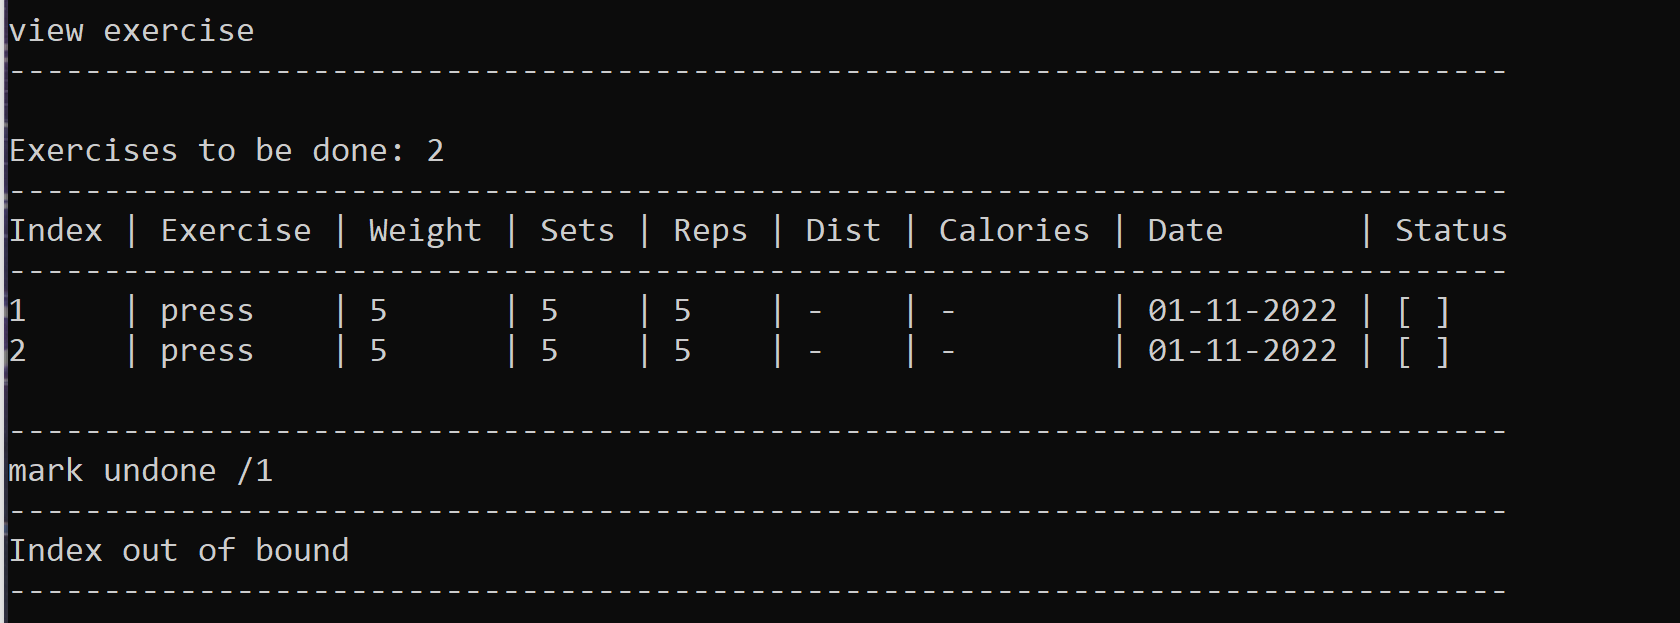 view exercise
-------------------------------------------------------------------------------
Exercises to be done: 2
-------------------------------------------------------------------------------
Index | Exercise | Weight | Sets | Reps | Dist | Calories | Date       | Status
-------------------------------------------------------------------------------
1     | press    | 5      | 5    | 5    | -    | -        | 01-11-2022 | [ ]
2     | press    | 5      | 5    | 5    | -    | -        | 01-11-2022 | [ ]
-------------------------------------------------------------------------------
mark undone /1
-------------------------------------------------------------------------------
Index out of bound
-------------------------------------------------------------------------------